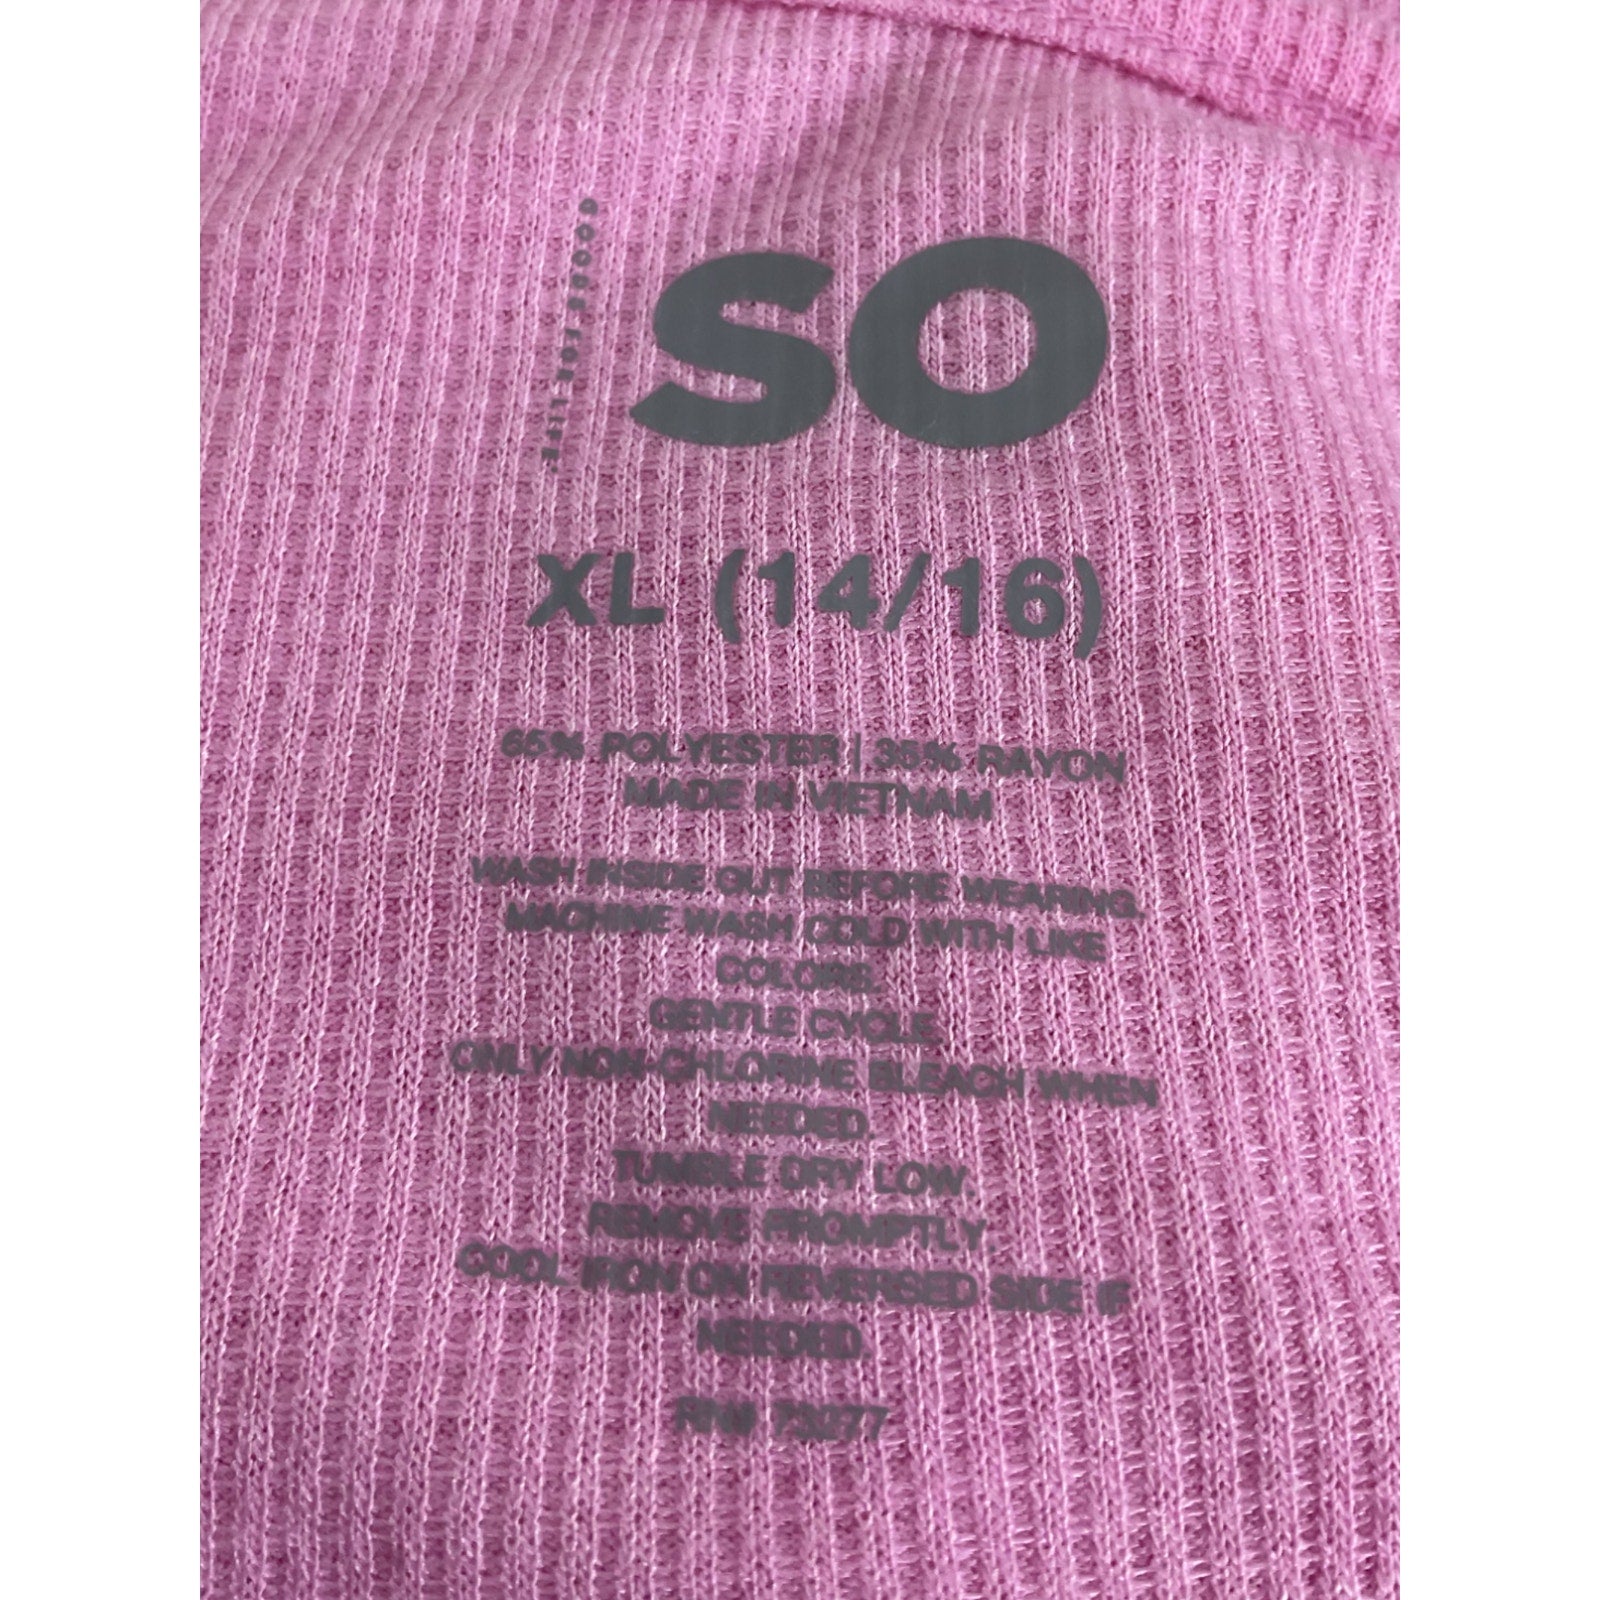 GOODS FOR LIFE
SO
XL (14/16)
65% POLYESTER | 35% RAYON
MADE IN VIETNAM
WASH INSIDE OUT BEFORE WEARING.
MACHINE WASH COLD WITH LIKE
COLORS.
GENTLE CYCLE.
ONLY NON-CHLORINE BLEACH WHEN
NEEDED.
TUMBLE DRY LOW.
REMOVE PROMPTLY.
COOL IRON ON REVERSED SIDE IF
NEEDED.
RN# 73277